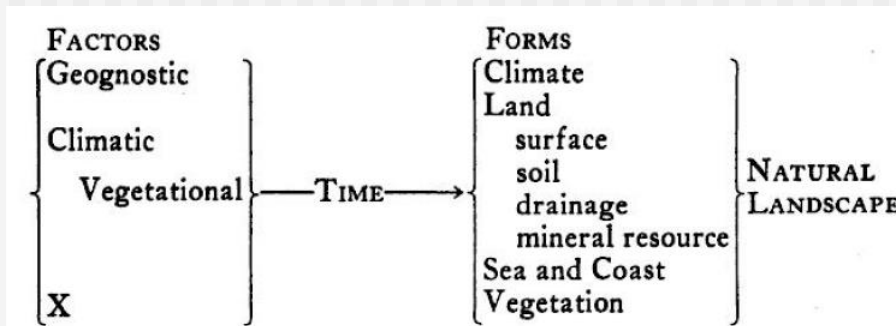 FACTORS
Geognostic
Climatic
Vegetational
X
TIME
FORMS
Climate
Land
surface
soil
drainage
mineral resource
Sea and Coast
Vegetation
NATURAL
LANDSCAPE